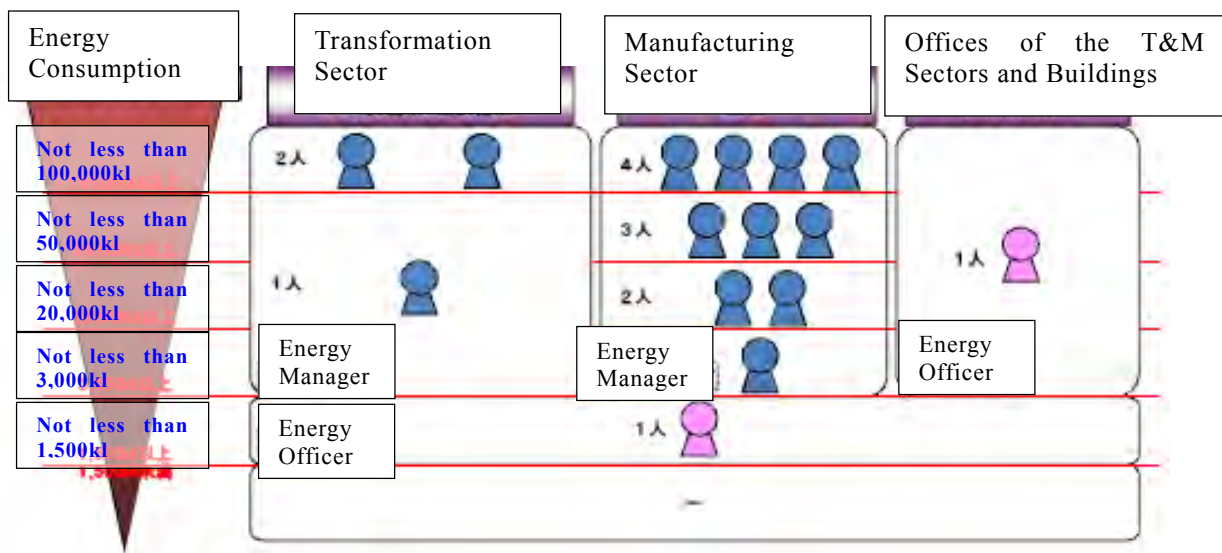 Energy
Consumption
Transformation
Sector
Manufacturing
Sector
Offices of the T&M
Sectors and Buildings
Not less than
100,000kl
2人
4人
Not less than
50,000kl
3人
1人
Not less than
20,000kl
1人
2人
Not less than
3,000kl
Energy
Manager
Energy
Manager
Energy
Officer
Not less than
1,500kl
以上
Energy
Officer
1人